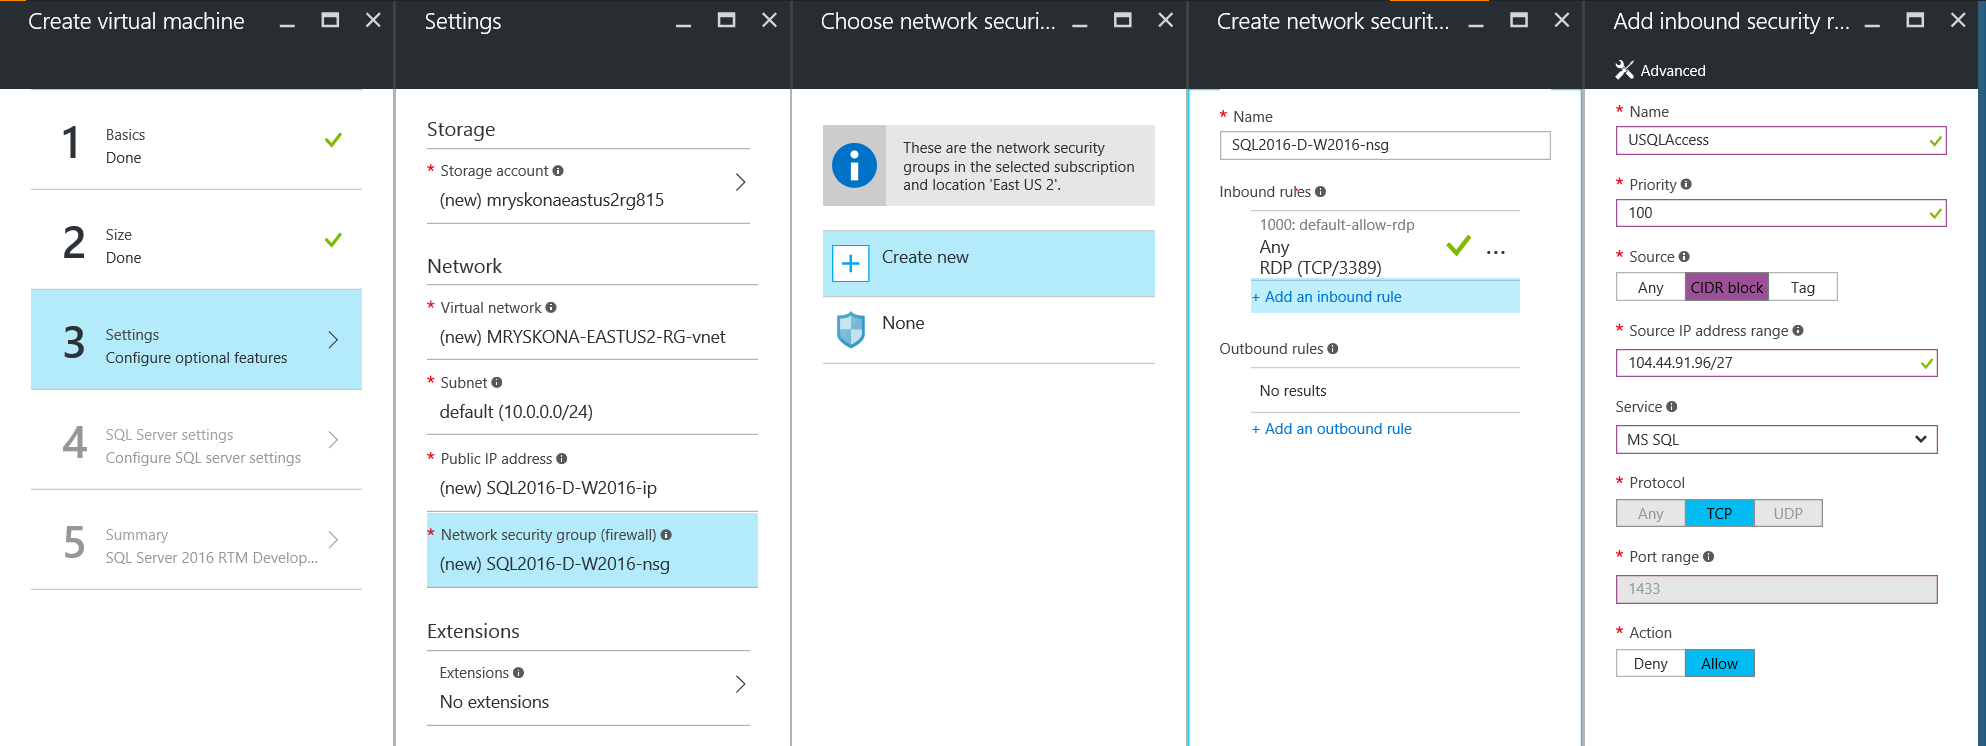 Create virtual machine
1
Basics
Done
2
Size
Done
3
Settings
Configure optional features
4
SQL Server settings
Configure SQL server settings
5
Summary
SQL Server 2016 RTM Develop...
Settings
Storage
* Storage account
(new) mryskonaeastus2rg815
Network
* Virtual network
(new) MRYSKONA-EASTUS2-RG-vnet
* Subnet
default (10.0.0.0/24)
* Public IP address
(new) SQL2016-D-W2016-ip
* Network security group (firewall)
(new) SQL2016-D-W2016-nsg
Extensions
Extensions
No extensions
Choose network securi...
These are the network security
groups in the selected subscription
and location 'East US 2'.
Create new
None
Create network securit...
* Name
SQL2016-D-W2016-nsg
Inbound rules
1000: default-allow-rdp
Any
RDP (TCP/3389)
...
+ Add an inbound rule
Outbound rules
No results
+ Add an outbound rule
Add inbound security r...
Advanced
* Name
USQLAccess
* Priority
100
* Source
Any CIDR block Tag
* Source IP address range
104.44.91.96/27
Service
MS SQL
* Protocol
Any TCP UDP
* Port range
1433
* Action
Deny Allow